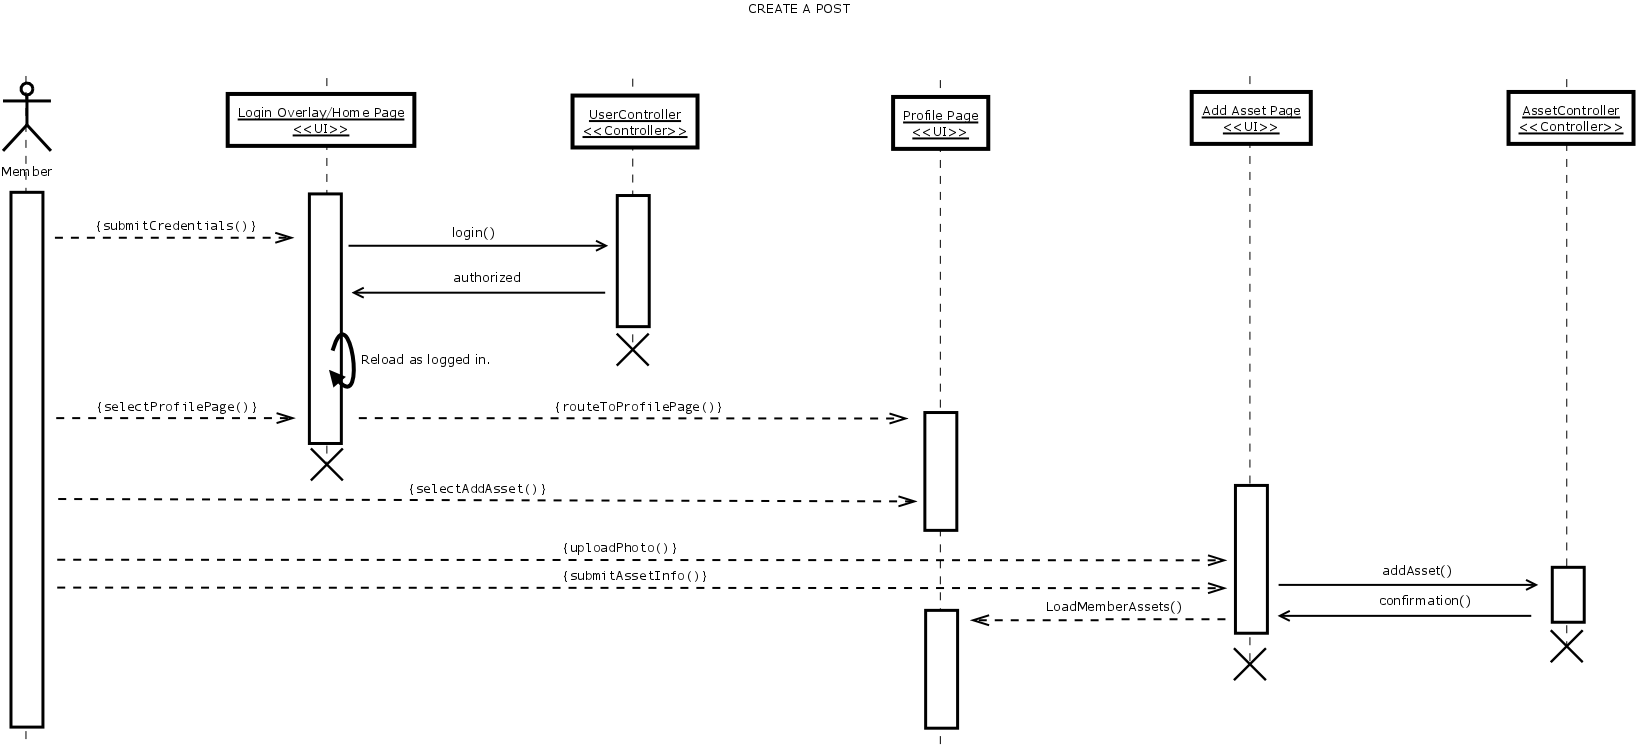 CREATE A POST
Login Overlay/Home Page
<<UI>>
UserController
<<Controller>>
Profile Page
<<UI>>
Add Asset Page
<<UI>>
AssetController
<<Controller>>
Member
{submitCredentials()}
login()
authorized
Reload as logged in.
{selectProfilePage()}
{routeToProfilePage()}
{selectAddAsset()}
{uploadPhoto()}
{submitAssetInfo()}
addAsset()
confirmation()
LoadMemberAssets()